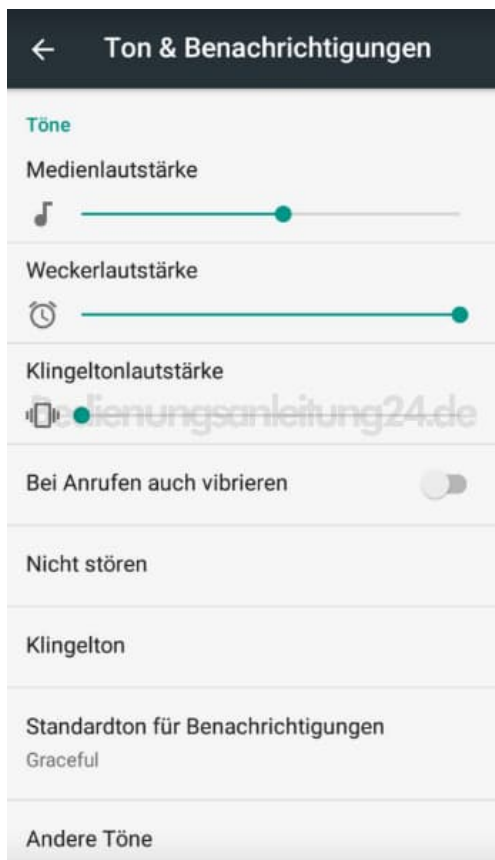 Ton & Benachrichtigungen
Töne
Medienlautstärke
Weckerlautstärke
Klingeltonlautstärke
Bedienungsanleitung24.de
Bei Anrufen auch vibrieren
Nicht stören
Klingelton
Standardton für Benachrichtigungen
Graceful
Andere Töne